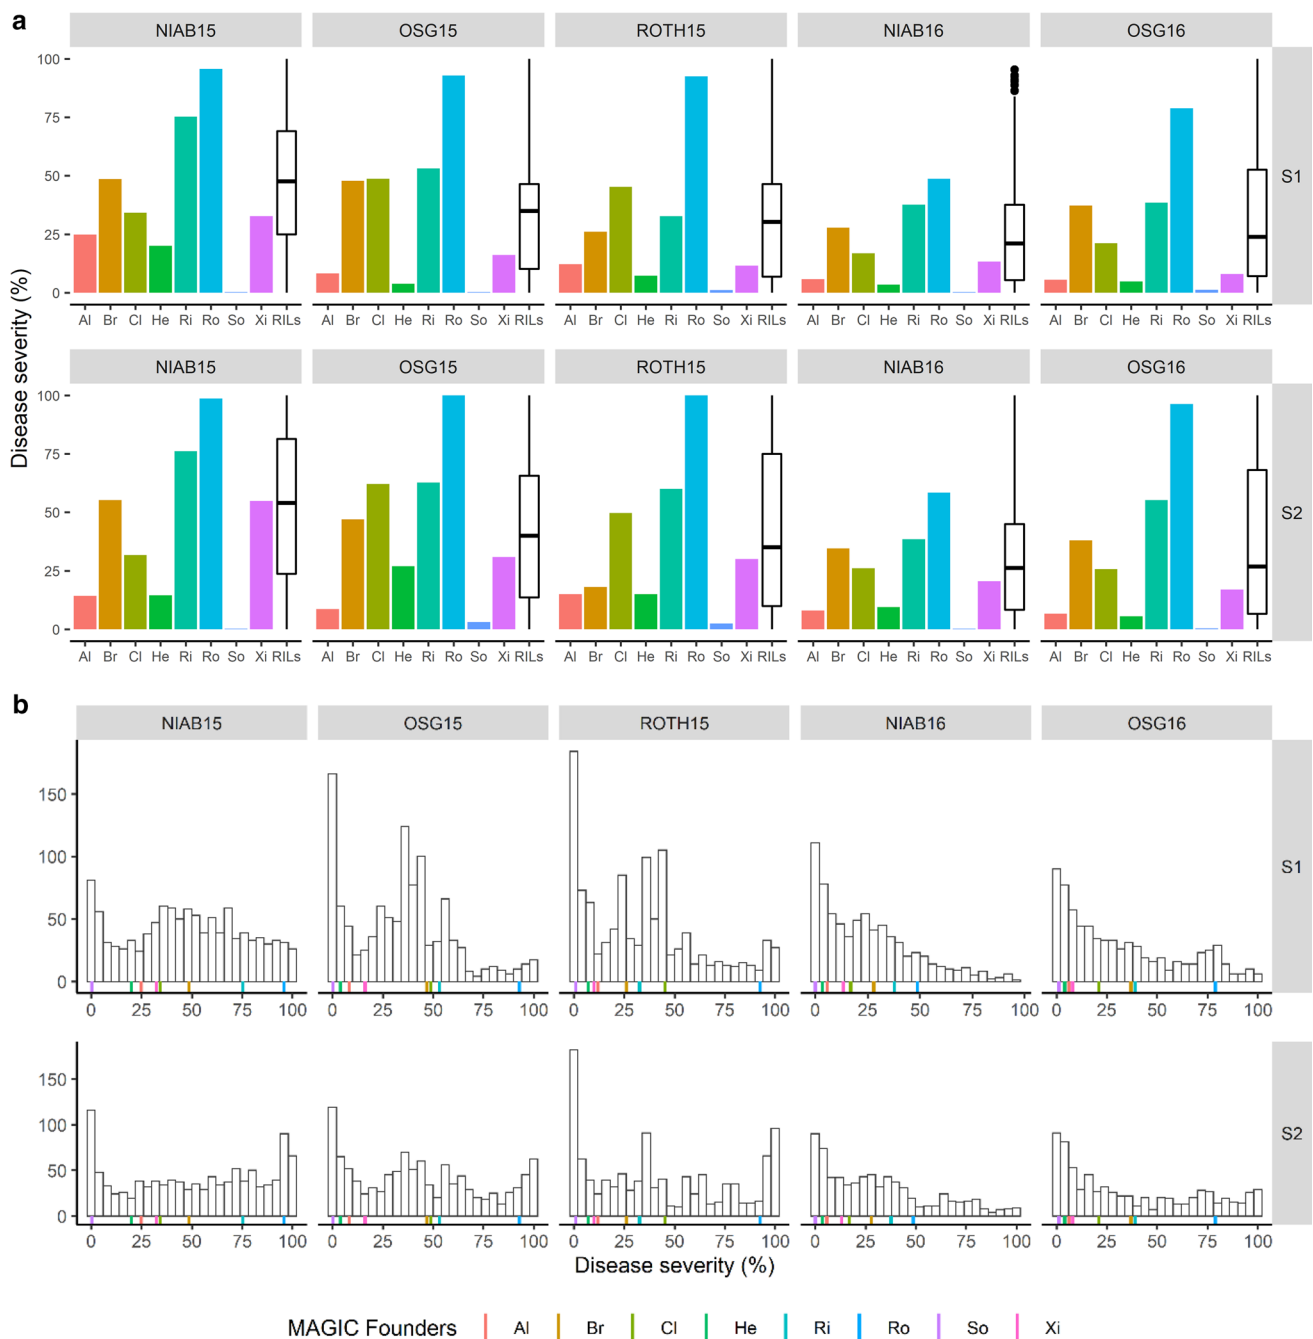 a
NIAB15 OSG15 ROTH15 NIAB16 OSG16
100
75
50
25
0
S1
Al Br Cl He Ri Ro So Xi RILs Al Br Cl He Ri Ro So Xi RILs Al Br Cl He Ri Ro So Xi RILs Al Br Cl He Ri Ro So Xi RILs Al Br Cl He Ri Ro So Xi RILs
Disease severity (%)
NIAB15 OSG15 ROTH15 NIAB16 OSG16
100
75
50
25
0
S2
Al Br Cl He Ri Ro So Xi RILs Al Br Cl He Ri Ro So Xi RILs Al Br Cl He Ri Ro So Xi RILs Al Br Cl He Ri Ro So Xi RILs Al Br Cl He Ri Ro So Xi RILs
b
NIAB15 OSG15 ROTH15 NIAB16 OSG16
150
100
50
0
S1
0 25 50 75 100 0 25 50 75 100 0 25 50 75 100 0 25 50 75 100 0 25 50 75 100
150
100
50
0
S2
0 25 50 75 100 0 25 50 75 100 0 25 50 75 100 0 25 50 75 100 0 25 50 75 100
Disease severity (%)
MAGIC Founders Al Br Cl He Ri Ro So Xi